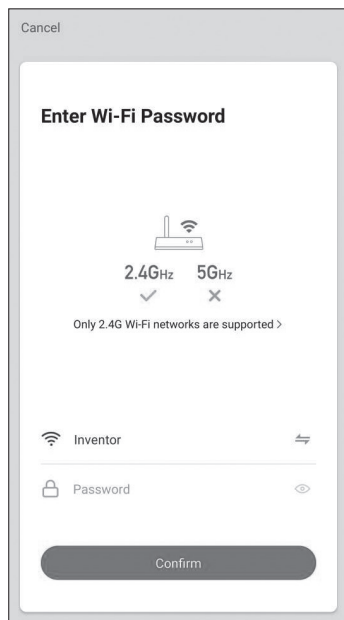 Cancel
Enter Wi-Fi Password
2.4GHz 5GHz
Only 2.4G Wi-Fi networks are supported >
Inventor
Password
Confirm